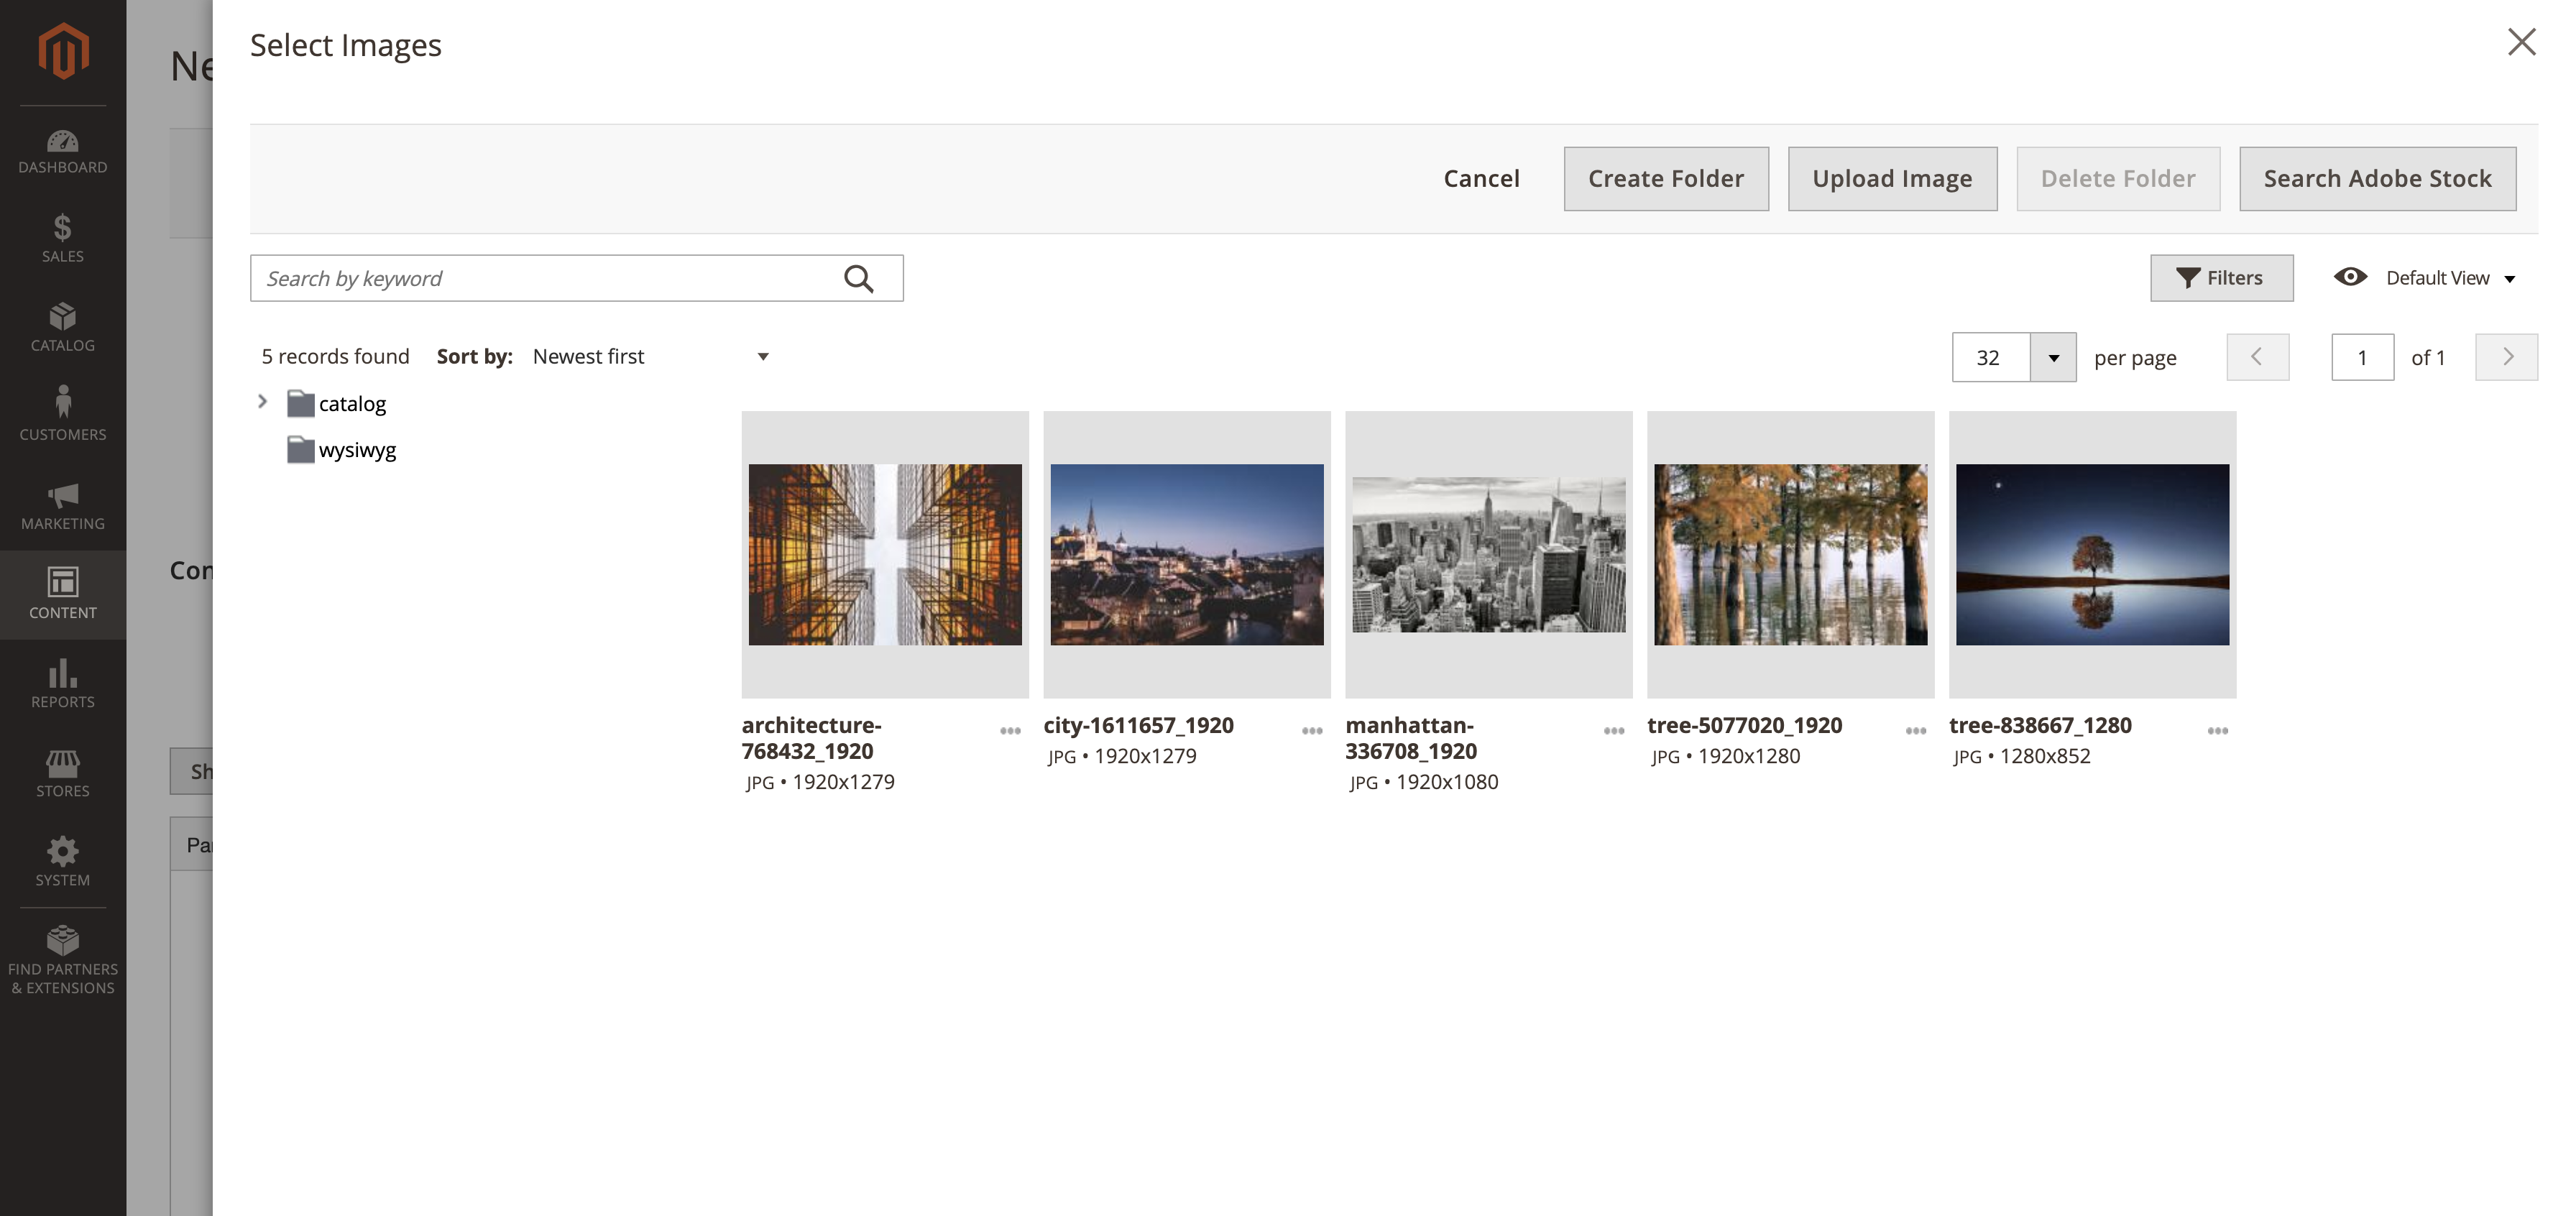 Select Images
Ne
DASHBOARD
Cancel
Create Folder
Upload Image
Delete Folder
Search Adobe Stock
SALES
Search by keyword
Filters
Default View
CATALOG
5 records found
Sort by: Newest first
32
per page
1
of 1
catalog
CUSTOMERS
wysiwyg
MARKETING
Con
CONTENT
REPORTS
architecture-
768432_1920
JPG • 1920x1279
city-1611657_1920
JPG • 1920x1279
manhattan-
336708_1920
JPG • 1920x1080
tree-5077020_1920
JPG • 1920x1280
tree-838667_1280
JPG • 1280x852
Sh
STORES
Par
SYSTEM
FIND PARTNERS
& EXTENSIONS